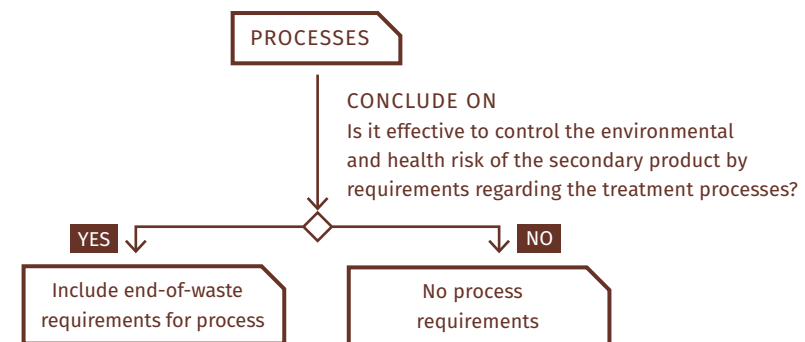 PROCESSES
CONCLUDE ON
Is it effective to control the environmental
and health risk of the secondary product by
requirements regarding the treatment processes?
YES
NO
Include end-of-waste
requirements for process
No process
requirements